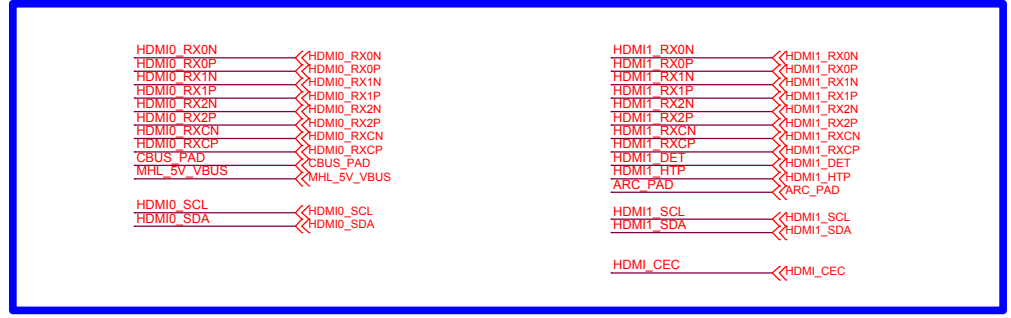 HDMI0_RX0N HDMI0_RX0N
HDMI0_RX0P HDMI0_RX0P
HDMI0_RX1N HDMI0_RX1N
HDMI0_RX1P HDMI0_RX1P
HDMI0_RX2N HDMI0_RX2N
HDMI0_RX2P HDMI0_RX2P
HDMI0_RXCN HDMI0_RXCN
HDMI0_RXCP HDMI0_RXCP
CBUS_PAD CBUS_PAD
MHL_5V_VBUS MHL_5V_VBUS
HDMI0_SCL HDMI0_SCL
HDMI0_SDA HDMI0_SDA
HDMI1_RX0N HDMI1_RX0N
HDMI1_RX0P HDMI1_RX0P
HDMI1_RX1N HDMI1_RX1N
HDMI1_RX1P HDMI1_RX1P
HDMI1_RX2N HDMI1_RX2N
HDMI1_RX2P HDMI1_RX2P
HDMI1_RXCN HDMI1_RXCN
HDMI1_RXCP HDMI1_RXCP
HDMI1_DET HDMI1_DET
HDMI1_HTP HDMI1_HTP
ARC_PAD ARC_PAD
HDMI1_SCL HDMI1_SCL
HDMI1_SDA HDMI1_SDA
HDMI_CEC HDMI_CEC